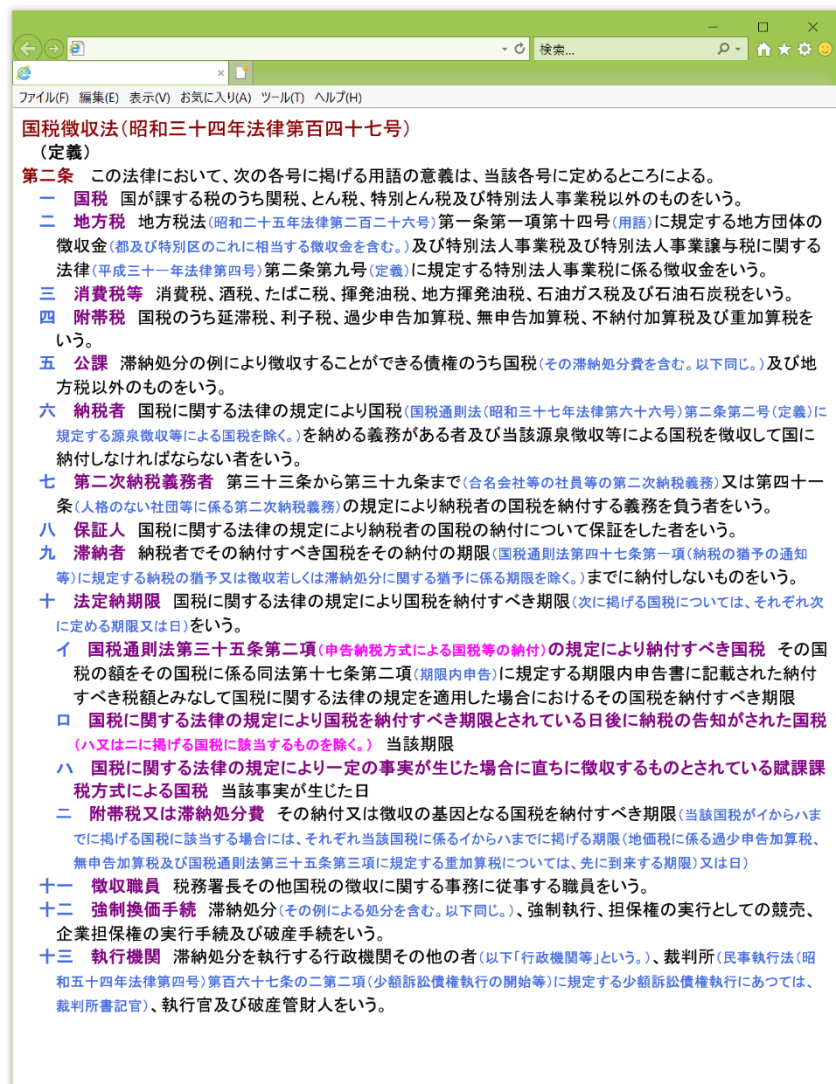 検索...
ファイル(F) 編集(E) 表示(V) お気に入り(A) ツール(T) ヘルプ(H)
国税徴収法(昭和三十四年法律第百四十七号)
(定義)
第二条 この法律において、次の各号に掲げる用語の意義は、当該各号に定めるところによる。
一 国税 国が課する税のうち関税、とん税、特別とん税及び特別法人事業税以外のものをいう。
二 地方税 地方税法(昭和二十五年法律第二百二十六号)第一条第一項第十四号(用語)に規定する地方団体の
徴収金(都及び特別区のこれに相当する徴収金を含む。)及び特別法人事業税及び特別法人事業譲与税に関する
法律(平成三十一年法律第四号)第二条第九号(定義)に規定する特別法人事業税に係る徴収金をいう。
三 消費税等 消費税、酒税、たばこ税、揮発油税、地方揮発油税、石油ガス税及び石油石炭税をいう。
四 附帯税 国税のうち延滞税、利子税、過少申告加算税、無申告加算税、不納付加算税及び重加算税を
いう。
五 公課 滞納処分の例により徴収することができる債権のうち国税(その滞納処分費を含む。以下同じ。)及び地
方税以外のものをいう。
六 納税者 国税に関する法律の規定により国税(国税通則法(昭和三十七年法律第六十六号)第二条第二号(定義)に
規定する源泉徴収等による国税を除く。)を納める義務がある者及び当該源泉徴収等による国税を徴収して国に
納付しなければならない者をいう。
七 第二次納税義務者 第三十三条から第三十九条まで(合名会社等の社員等の第二次納税義務)又は第四十一
条(人格のない社団等に係る第二次納税義務)の規定により納税者の国税を納付する義務を負う者をいう。
八 保証人 国税に関する法律の規定により納税者の国税の納付について保証をした者をいう。
九 滞納者 納税者でその納付すべき国税をその納付の期限(国税通則法第四十七条第一項(納税の猶予の通知
等)に規定する納税の猶予又は徴収若しくは滞納処分に関する猶予に係る期限を除く。)までに納付しないものをいう。
十 法定納期限 国税に関する法律の規定により国税を納付すべき期限(次に掲げる国税については、それぞれ次
に定める期限又は日)をいう。
イ 国税通則法第三十五条第二項(申告納税方式による国税等の納付)の規定により納付すべき国税 その国
税の額をその国税に係る同法第十七条第二項(期限内申告)に規定する期限内申告書に記載された納付
すべき税額とみなして国税に関する法律の規定を適用した場合におけるその国税を納付すべき期限
ロ 国税に関する法律の規定により国税を納付すべき期限とされている日後に納税の告知がされた国税
(ハ又はニに掲げる国税に該当するものを除く。) 当該期限
ハ 国税に関する法律の規定により一定の事実が生じた場合に直ちに徴収するものとされている賦課課
税方式による国税 当該事実が生じた日
ニ 附帯税又は滞納処分費 その納付又は徴収の基因となる国税を納付すべき期限(当該国税がイからハま
でに掲げる国税に該当する場合には、それぞれ当該国税に係るイからハまでに掲げる期限(地価税に係る過少申告加算税、
無申告加算税及び国税通則法第三十五条第三項に規定する重加算税については、先に到来する期限)又は日)
十一 徴収職員 税務署長その他国税の徴収に関する事務に従事する職員をいう。
十二 強制換価手続 滞納処分(その例による処分を含む。以下同じ。)、強制執行、担保権の実行としての競売、
企業担保権の実行手続及び破産手続をいう。
十三 執行機関 滞納処分を執行する行政機関その他の者(以下「行政機関等」という。)、裁判所(民事執行法(昭
和五十四年法律第四号)第百六十七条の二第二項(少額訴訟債権執行の開始等)に規定する少額訴訟債権執行にあつては、
裁判所書記官)、執行官及び破産管財人をいう。